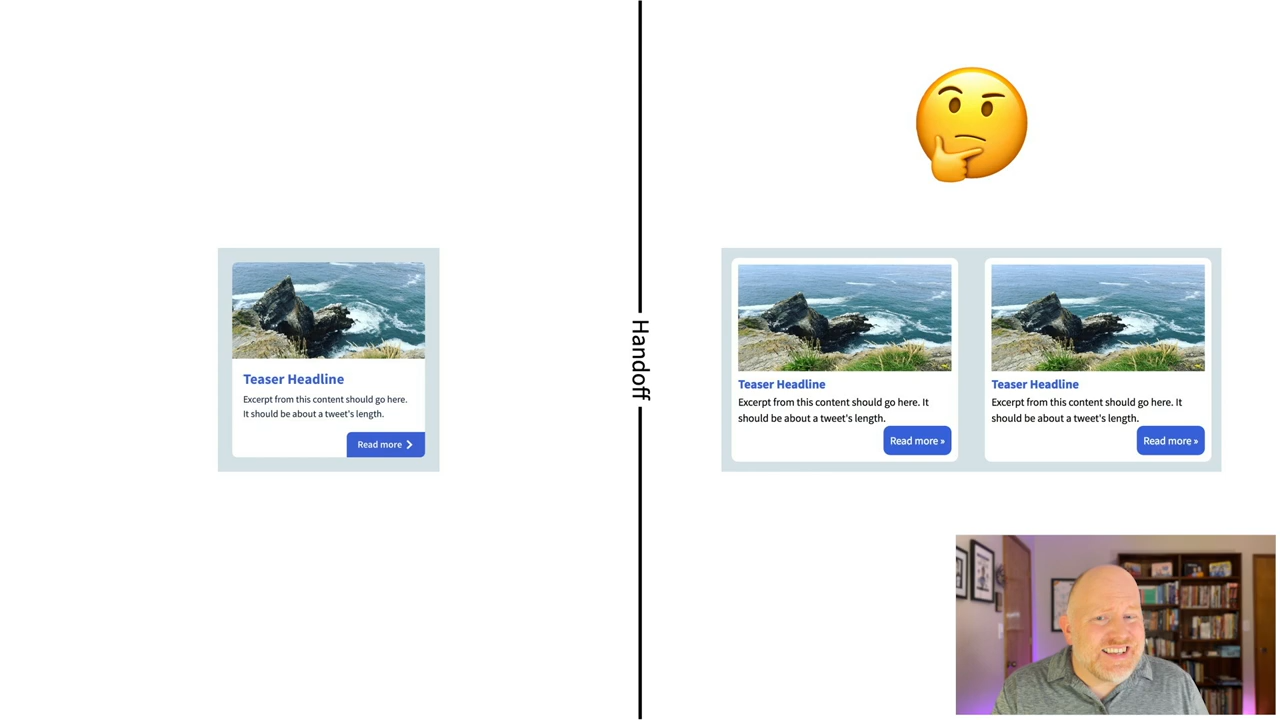 Teaser Headline
Excerpt from this content should go here.
It should be about a tweet's length.
Read more
Handoff
Teaser Headline
Excerpt from this content should go here. It
should be about a tweet's length.
Read more »
Teaser Headline
Excerpt from this content should go here. It
should be about a tweet's length.
Read more »